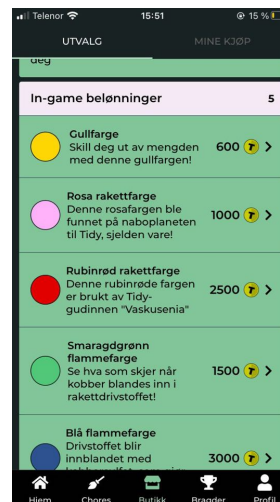 Telenor 15:51 15 %
UTVALG MINE KJØP
deg
In-game belønninger 5
Gullfarge
Skill deg ut av mengden
med denne gullfargen!
600
Rosa rakettfarge
Denne rosafargen ble
funnet på naboplaneten
til Tidy, sjelden vare!
1000
Rubinrød rakettfarge
Denne rubinrøde fargen
er brukt av Tidy-
gudinnen "Vaskusenia"
2500
Smaragdgrønn
flammefarge
Se hva som skjer når
kobber blandes inn i
rakettdrivstoffet!
1500
Blå flammefarge
Drivstoffet blir
innblandet med
3000
Hjem Chores Butikk Bragder Profil